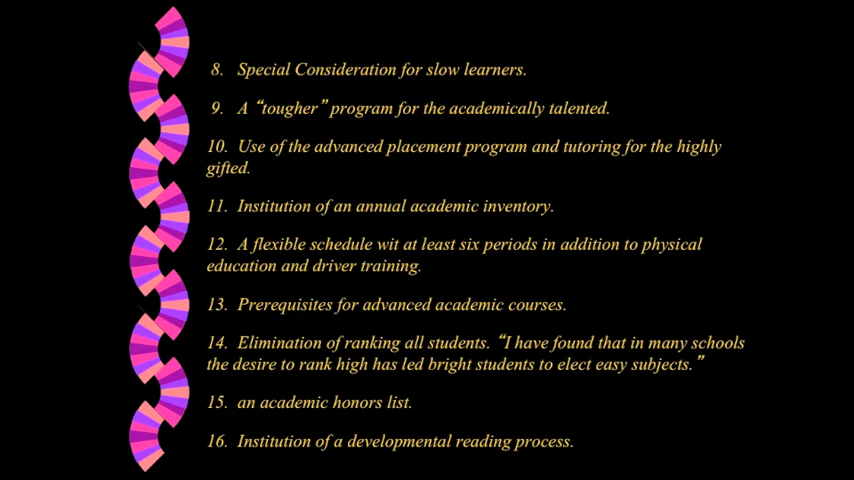 8. Special Consideration for slow learners.
9. A “tougher” program for the academically talented.
10. Use of the advanced placement program and tutoring for the highly
gifted.
11. Institution of an annual academic inventory.
12. A flexible schedule wit at least six periods in addition to physical
education and driver training.
13. Prerequisites for advanced academic courses.
14. Elimination of ranking all students. “I have found that in many schools
the desire to rank high has led bright students to elect easy subjects.”
15. an academic honors list.
16. Institution of a developmental reading process.